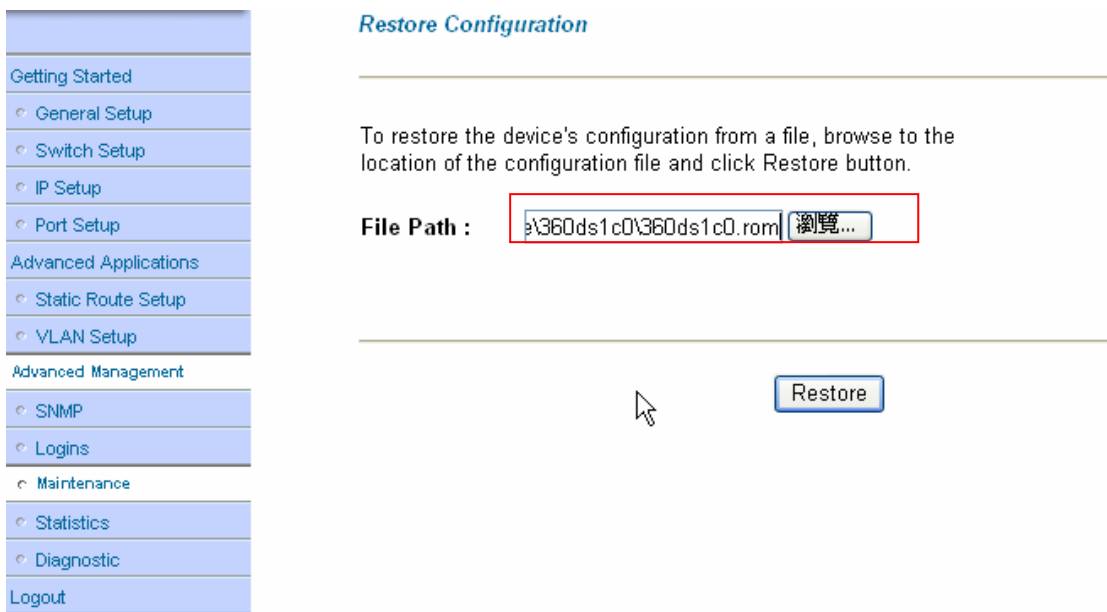 Getting Started
General Setup
Switch Setup
IP Setup
Port Setup
Advanced Applications
Static Route Setup
VLAN Setup
Advanced Management
SNMP
Logins
Maintenance
Statistics
Diagnostic
Logout
Restore Configuration
To restore the device's configuration from a file, browse to the
location of the configuration file and click Restore button.
File Path : e\360ds1c0\360ds1c0.rom 瀏覽...
Restore